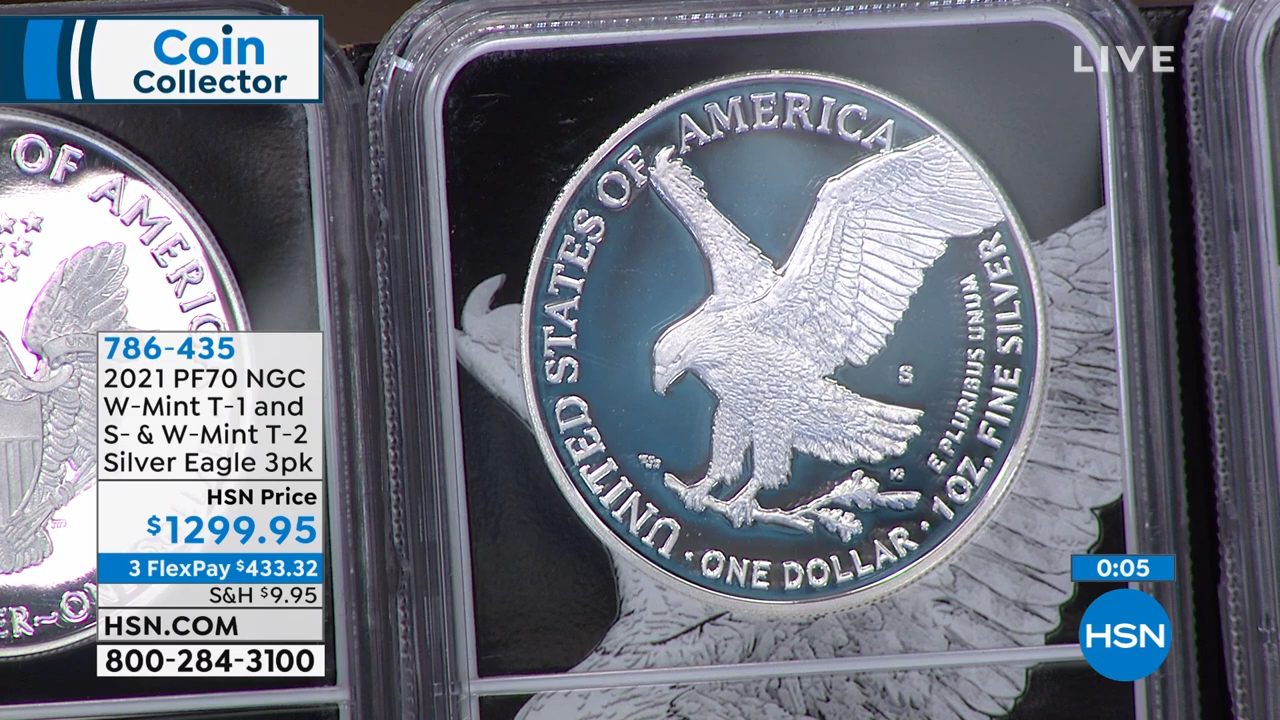 Coin
Collector
LIVE
OF AMERIC
UNITED STATES OF AMERICA
S
E PLURIBUS UNUM
1 OZ. FINE SILVER
· ONE DOLLAR ·
786-435
2021 PF70 NGC
W-Mint T-1 and
S- & W-Mint T-2
Silver Eagle 3pk
HSN Price
$1299.95
3 FlexPay $433.32
S&H $9.95
HSN.COM
800-284-3100
0:05
HSN